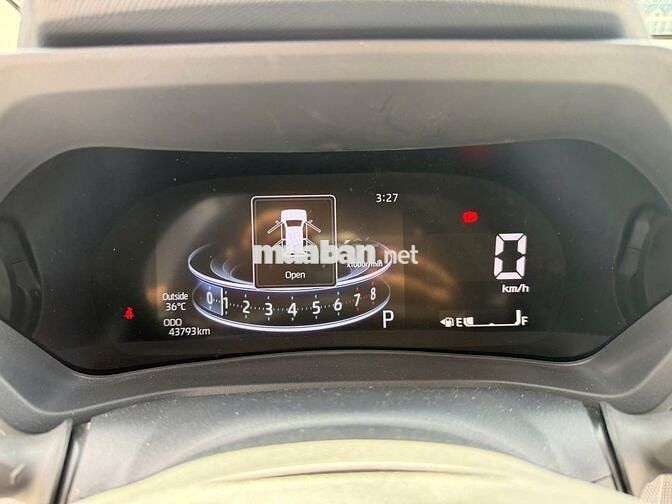 3:27
muaban.net
Open
x1000r/min
0 1 2 3 4 5 6 7 8
Outside
36°C
ODO
43793km
P
0
km/h
E F